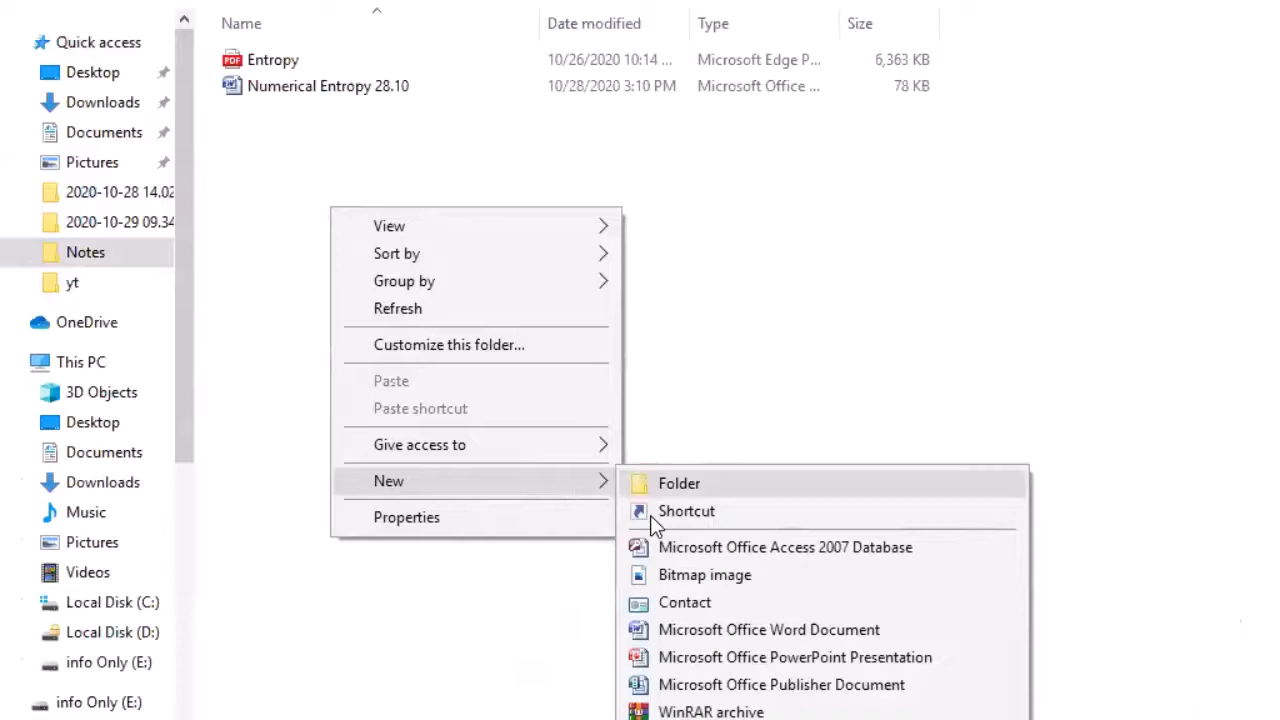 Name Date modified Type Size
Entropy 10/26/2020 10:14 ... Microsoft Edge P... 6,363 KB
Numerical Entropy 28.10 10/28/2020 3:10 PM Microsoft Office ... 78 KB
Quick access
Desktop
Downloads
Documents
Pictures
2020-10-28 14.02
2020-10-29 09.34
Notes
yt
OneDrive
This PC
3D Objects
Desktop
Documents
Downloads
Music
Pictures
Videos
Local Disk (C:)
Local Disk (D:)
info Only (E:)
info Only (E:)
View
Sort by
Group by
Refresh
Customize this folder...
Paste
Paste shortcut
Give access to
New
Properties
Folder
Shortcut
Microsoft Office Access 2007 Database
Bitmap image
Contact
Microsoft Office Word Document
Microsoft Office PowerPoint Presentation
Microsoft Office Publisher Document
WinRAR archive